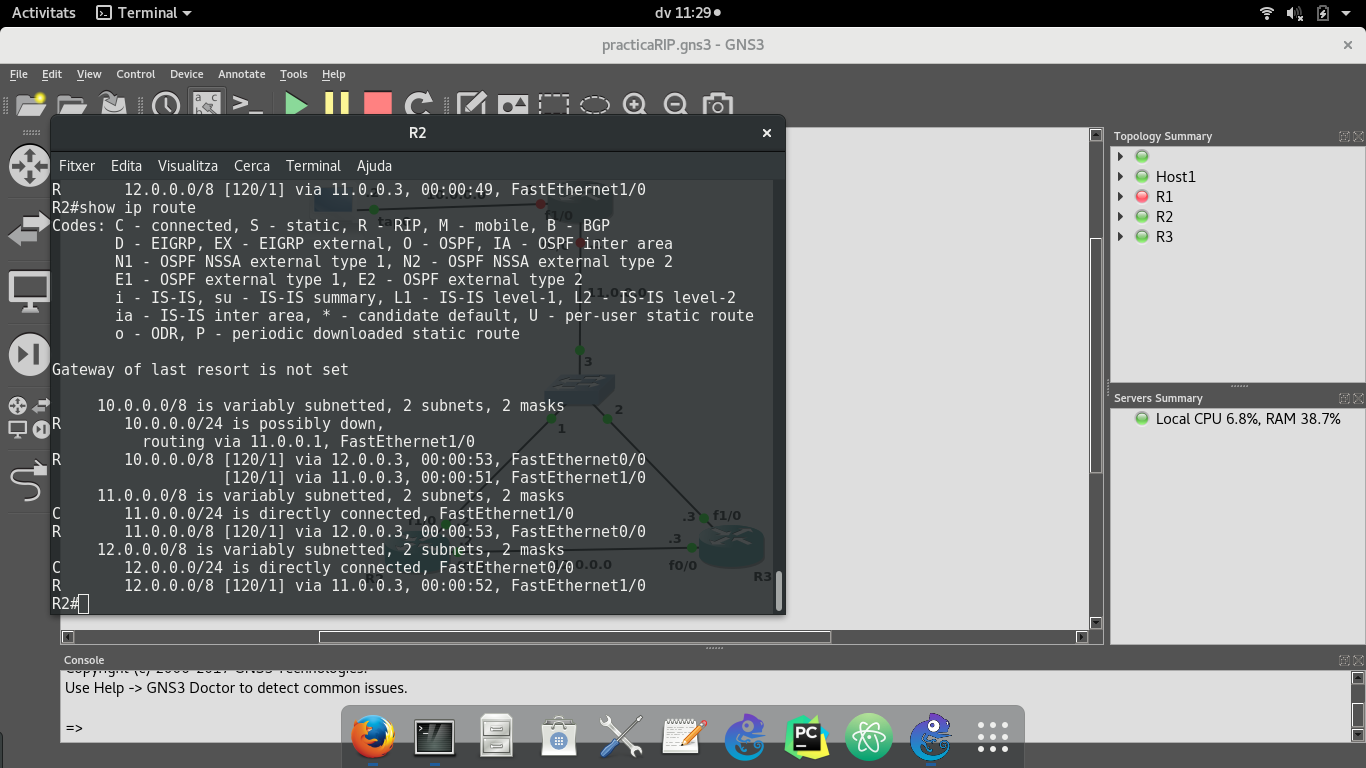 Activitats Terminal dv 11:29
practicaRIP.gns3 - GNS3
File Edit View Control Device Annotate Tools Help
R2
Fitxer Edita Visualitza Cerca Terminal Ajuda
R 12.0.0.0/8 [120/1] via 11.0.0.3, 00:00:49, FastEthernet1/0
R2#show ip route
Codes: C - connected, S - static, R - RIP, M - mobile, B - BGP
D - EIGRP, EX - EIGRP external, O - OSPF, IA - OSPF inter area
N1 - OSPF NSSA external type 1, N2 - OSPF NSSA external type 2
E1 - OSPF external type 1, E2 - OSPF external type 2
i - IS-IS, su - IS-IS summary, L1 - IS-IS level-1, L2 - IS-IS level-2
ia - IS-IS inter area, * - candidate default, U - per-user static route
o - ODR, P - periodic downloaded static route
Gateway of last resort is not set
10.0.0.0/8 is variably subnetted, 2 subnets, 2 masks
R 10.0.0.0/24 is possibly down,
routing via 11.0.0.1, FastEthernet1/0
R 10.0.0.0/8 [120/1] via 12.0.0.3, 00:00:53, FastEthernet0/0
[120/1] via 11.0.0.3, 00:00:51, FastEthernet1/0
11.0.0.0/8 is variably subnetted, 2 subnets, 2 masks
C 11.0.0.0/24 is directly connected, FastEthernet1/0
R 11.0.0.0/8 [120/1] via 12.0.0.3, 00:00:53, FastEthernet0/0
12.0.0.0/8 is variably subnetted, 2 subnets, 2 masks
C 12.0.0.0/24 is directly connected, FastEthernet0/0
R 12.0.0.0/8 [120/1] via 11.0.0.3, 00:00:52, FastEthernet1/0
R2#
f1/0
11.0.0.0
3
1
2
.3 f1/0
.3
f0/0
R3
Topology Summary
Host1
R1
R2
R3
Servers Summary
Local CPU 6.8%, RAM 38.7%
Console
Copyright (c) 2006-2017 GNS3 Technologies.
Use Help -> GNS3 Doctor to detect common issues.
=>
PC